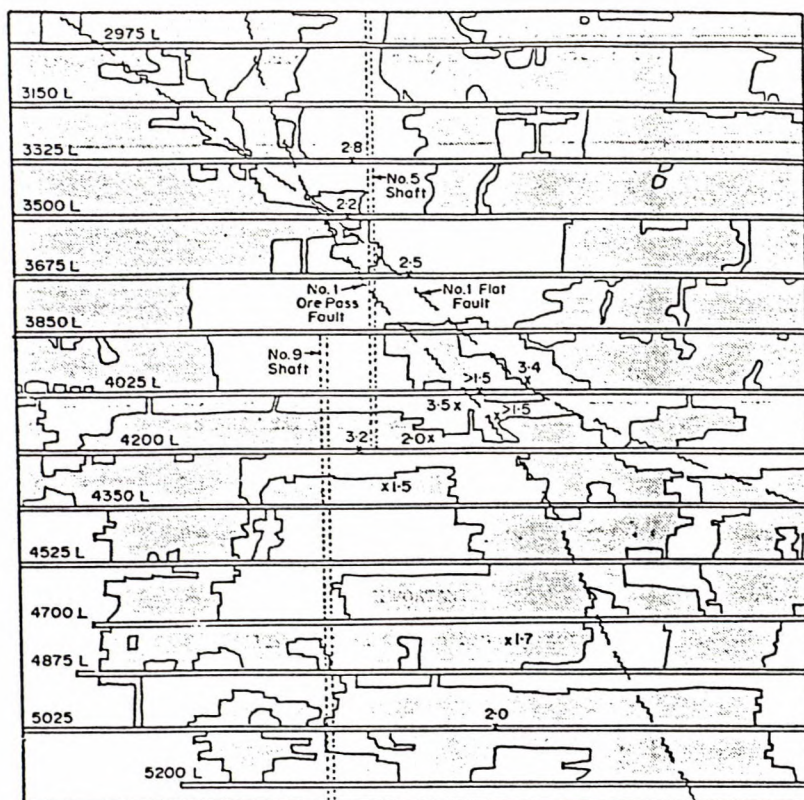 2975 L
3150 L
3325 L
2·8
No. 5
Shaft
3500 L
2·2
3675 L
2·5
No. 1
Ore Pass
Fault
No. 1 Flat
Fault
3850 L
No. 9
Shaft
4025 L
3·4
>1·5
3·5x
x>1·5
4200 L
3·2
2·0x
4350 L
x1·5
4525 L
4700 L
4875 L
x1·7
5025
2·0
5200 L